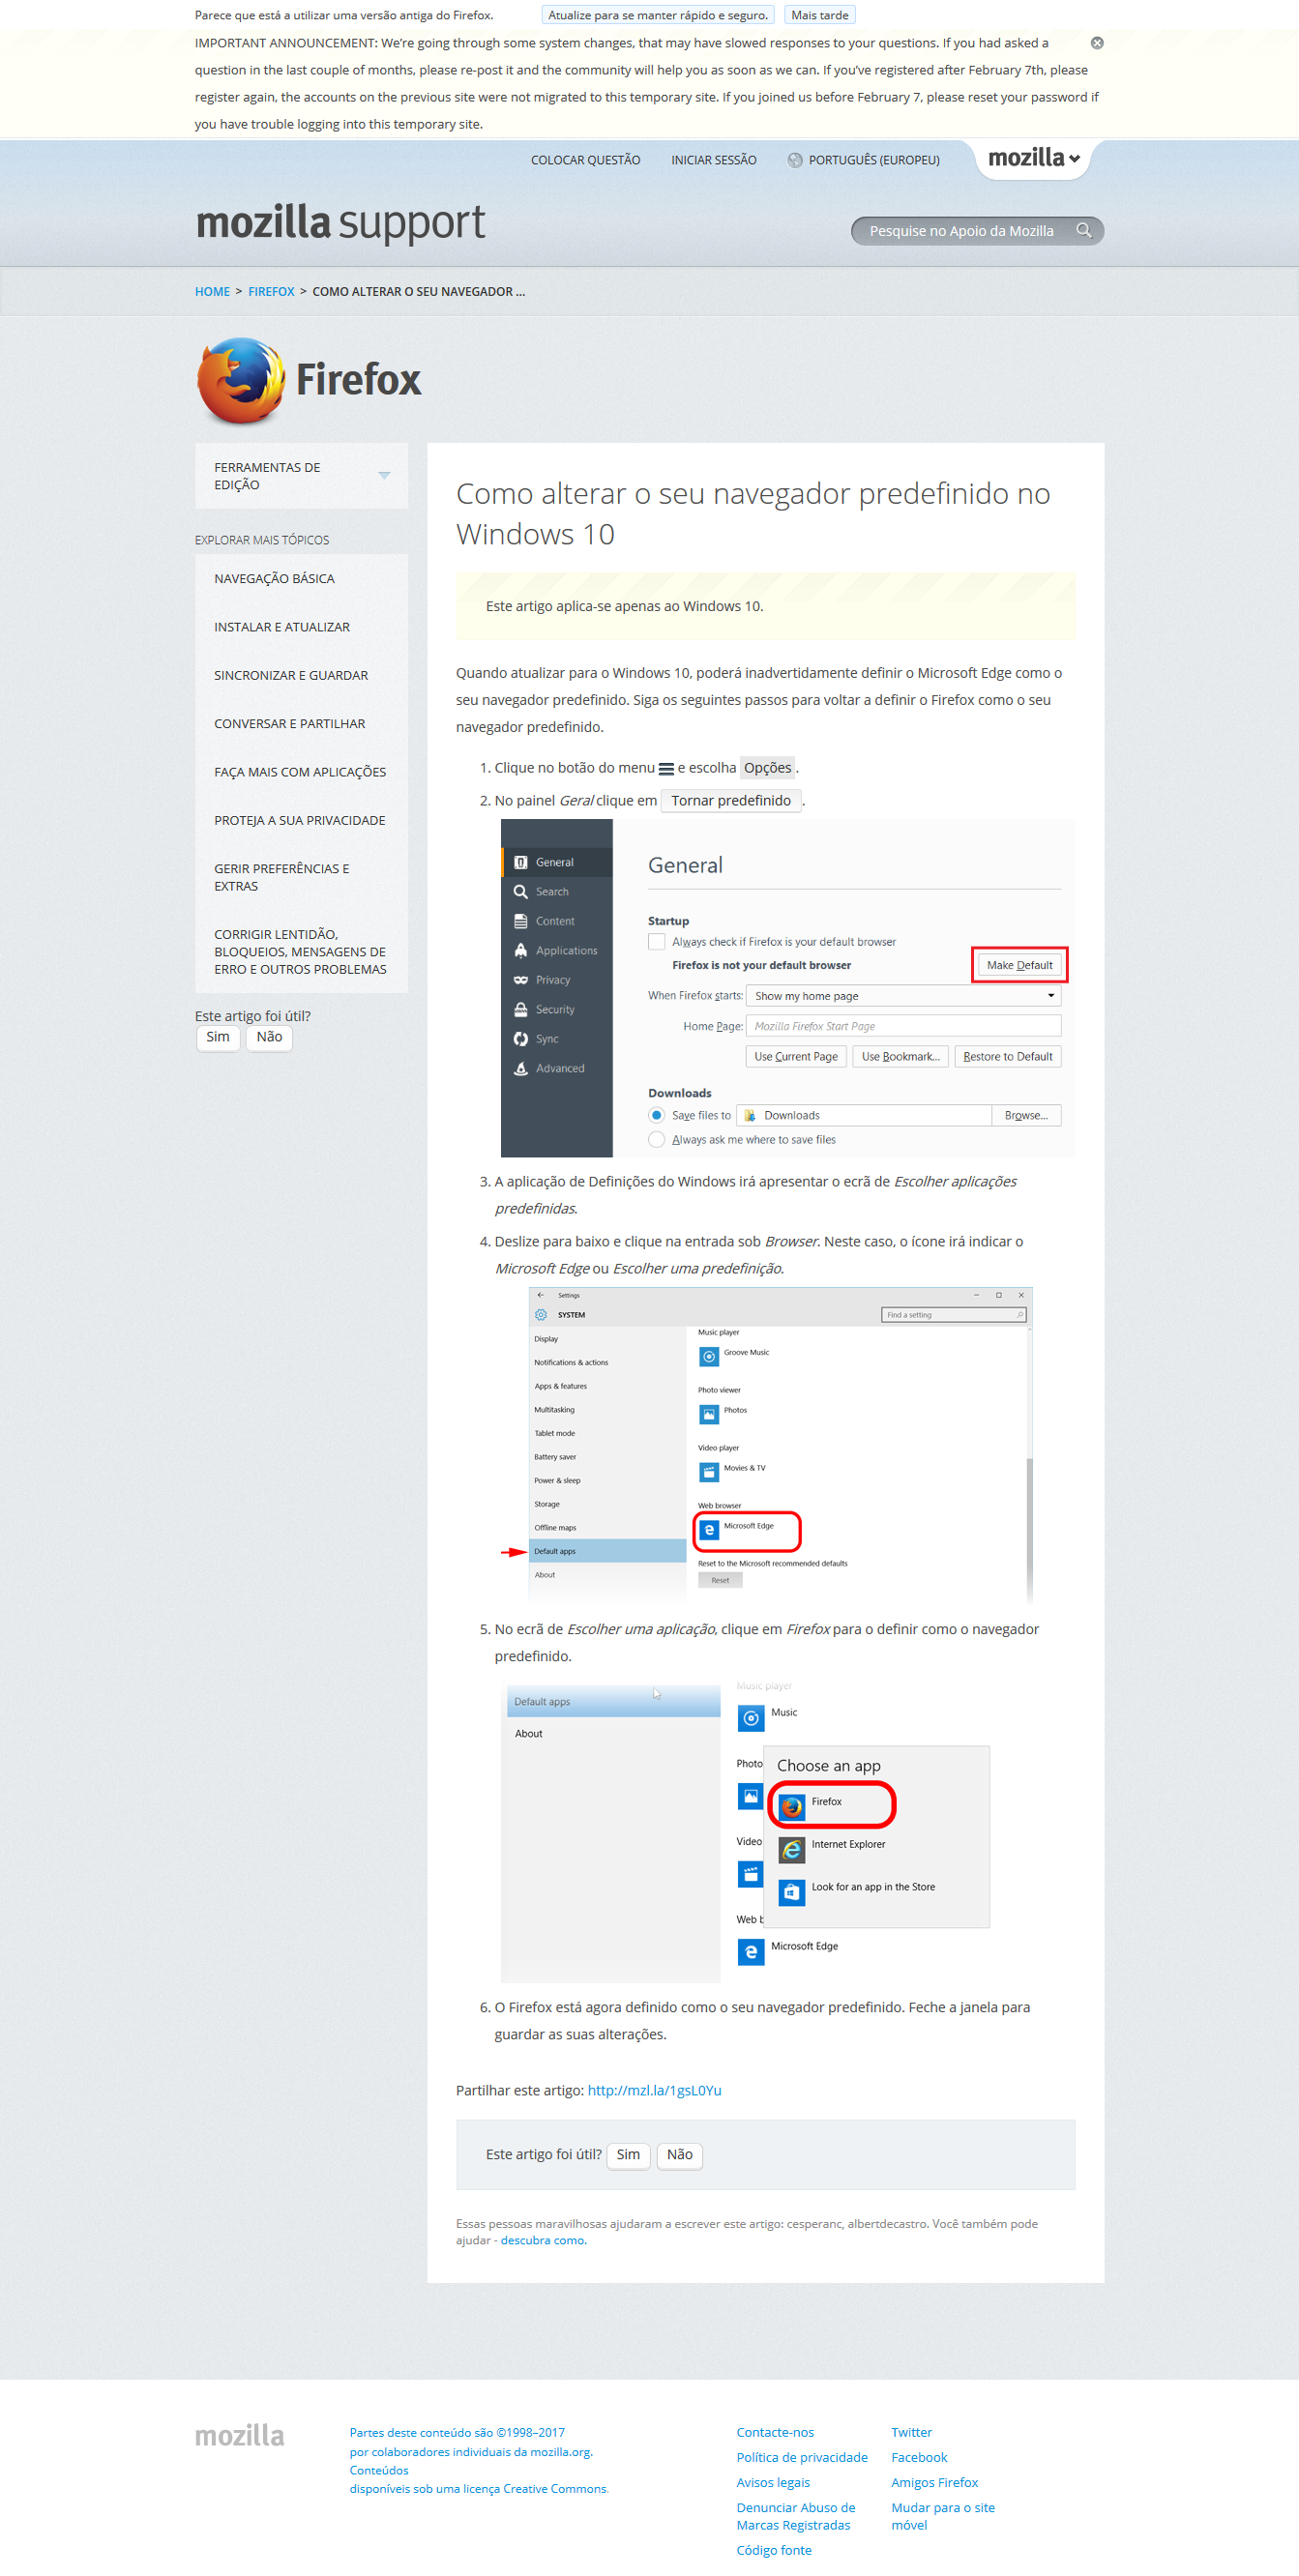 Parece que está a utilizar uma versão antiga do Firefox. Atualize para se manter rápido e seguro. Mais tarde
IMPORTANT ANNOUNCEMENT: We're going through some system changes, that may have slowed responses to your questions. If you had asked a
question in the last couple of months, please re-post it and the community will help you as soon as we can. If you've registered after February 7th, please
register again, the accounts on the previous site were not migrated to this temporary site. If you joined us before February 7, please reset your password if
you have trouble logging into this temporary site.
COLOCAR QUESTÃO INICIAR SESSÃO PORTUGUÊS (EUROPEU) mozilla
mozilla support
Pesquise no Apoio da Mozilla
HOME > FIREFOX > COMO ALTERAR O SEU NAVEGADOR ...
Firefox
FERRAMENTAS DE
EDIÇÃO
EXPLORAR MAIS TÓPICOS
NAVEGAÇÃO BÁSICA
INSTALAR E ATUALIZAR
SINCRONIZAR E GUARDAR
CONVERSAR E PARTILHAR
FAÇA MAIS COM APLICAÇÕES
PROTEJA A SUA PRIVACIDADE
GERIR PREFERÊNCIAS E
EXTRAS
CORRIGIR LENTIDÃO,
BLOQUEIOS, MENSAGENS DE
ERRO E OUTROS PROBLEMAS
Este artigo foi útil?
Sim Não
Como alterar o seu navegador predefinido no
Windows 10
Este artigo aplica-se apenas ao Windows 10.
Quando atualizar para o Windows 10, poderá inadvertidamente definir o Microsoft Edge como o
seu navegador predefinido. Siga os seguintes passos para voltar a definir o Firefox como o seu
navegador predefinido.
1. Clique no botão do menu e escolha Opções.
2. No painel Geral clique em Tornar predefinido.
General
Search
Content
Applications
Privacy
Security
Sync
Advanced
General
Startup
Always check if Firefox is your default browser
Firefox is not your default browser Make Default
When Firefox starts: Show my home page
Home Page: Mozilla Firefox Start Page
Use Current Page Use Bookmark... Restore to Default
Downloads
Save files to Downloads Browse...
Always ask me where to save files
3. A aplicação de Definições do Windows irá apresentar o ecrã de Escolher aplicações
predefinidas.
4. Deslize para baixo e clique na entrada sob Browser. Neste caso, o ícone irá indicar o
Microsoft Edge ou Escolher uma predefinição.
Settings
SYSTEM Find a setting
Display
Notifications & actions
Apps & features
Multitasking
Tablet mode
Battery saver
Power & sleep
Storage
Offline maps
Default apps
About
Music player
Groove Music
Photo viewer
Photos
Video player
Movies & TV
Web browser
Microsoft Edge
Reset to the Microsoft recommended defaults
Reset
5. No ecrã de Escolher uma aplicação, clique em Firefox para o definir como o navegador
predefinido.
Default apps
About
Music player
Music
Photo
Video
Web b
Microsoft Edge
Choose an app
Firefox
Internet Explorer
Look for an app in the Store
6. O Firefox está agora definido como o seu navegador predefinido. Feche a janela para
guardar as suas alterações.
Partilhar este artigo: http://mzl.la/1gsL0Yu
Este artigo foi útil? Sim Não
Essas pessoas maravilhosas ajudaram a escrever este artigo: cesperanc, albertdecastro. Você também pode
ajudar - descubra como.
mozilla
Partes deste conteúdo são ©1998–2017
por colaboradores individuais da mozilla.org.
Conteúdos
disponíveis sob uma licença Creative Commons.
Contacte-nos
Política de privacidade
Avisos legais
Denunciar Abuso de
Marcas Registradas
Código fonte
Twitter
Facebook
Amigos Firefox
Mudar para o site
móvel